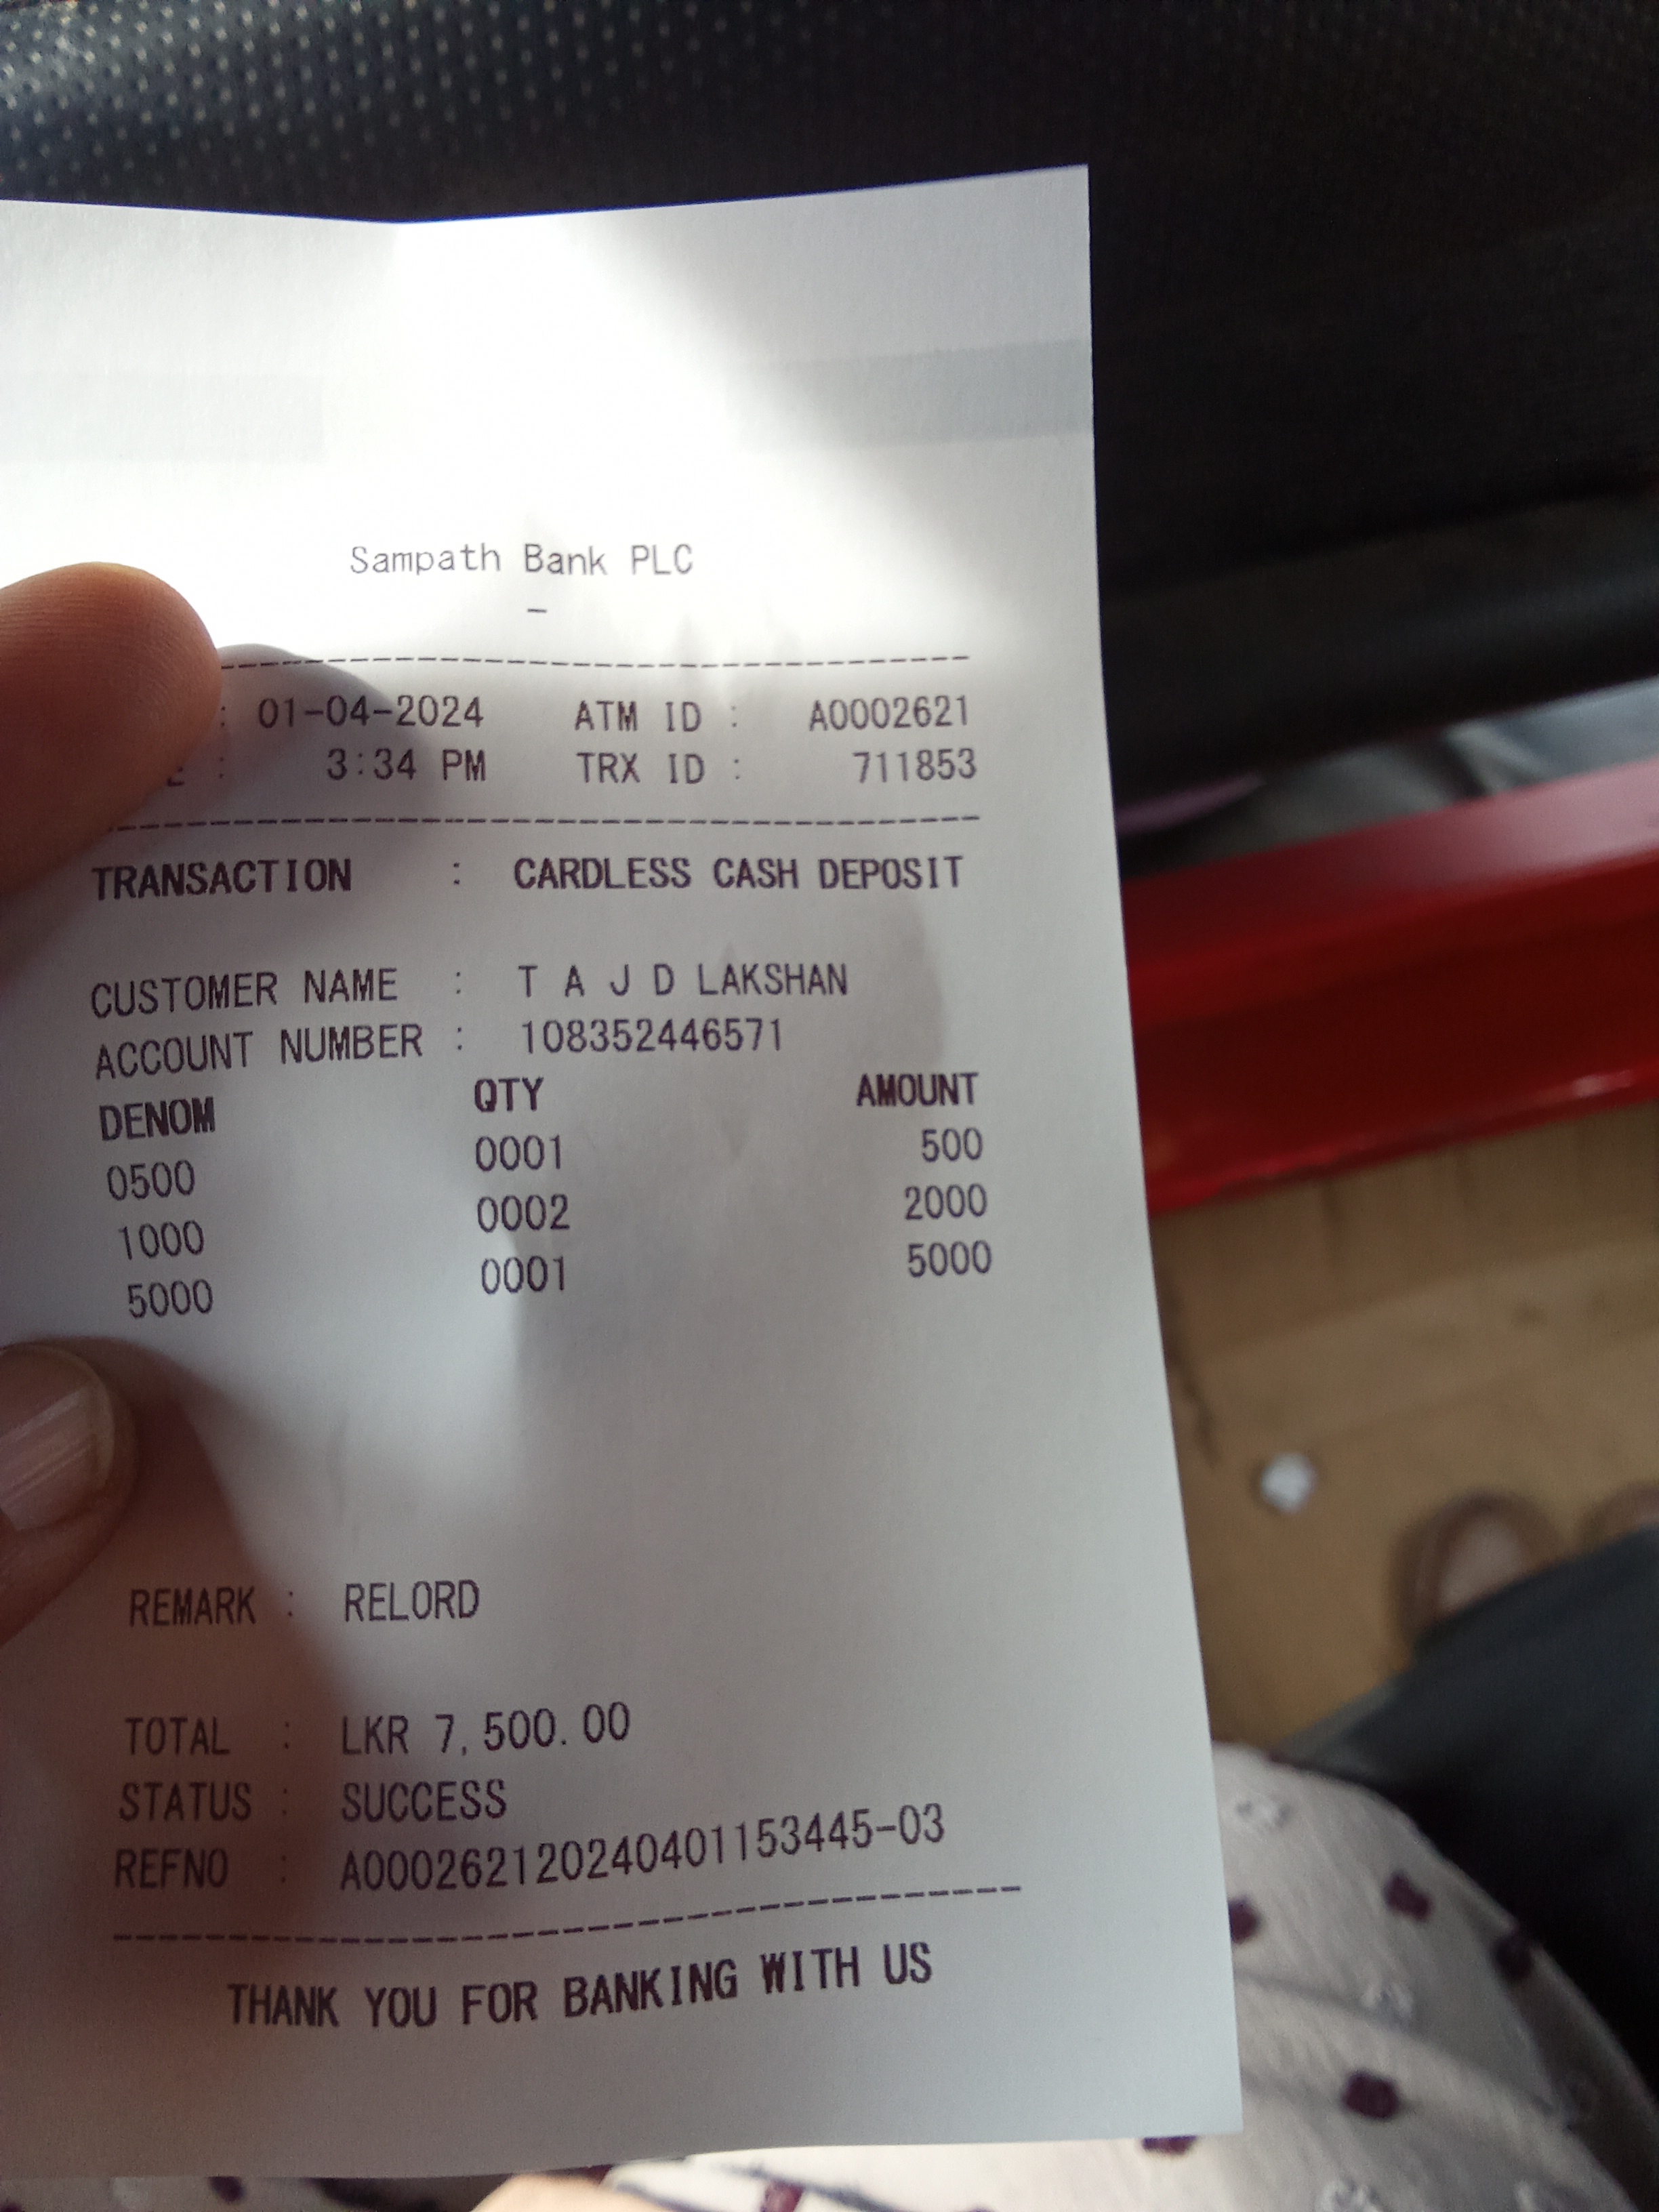 Sampath Bank PLC
-
: 01-04-2024 ATM ID : A0002621
E : 3:34 PM TRX ID : 711853
TRANSACTION : CARDLESS CASH DEPOSIT
CUSTOMER NAME : T A J D LAKSHAN
ACCOUNT NUMBER : 108352446571
DENOM QTY AMOUNT
0500 0001 500
1000 0002 2000
5000 0001 5000
REMARK : RELORD
TOTAL : LKR 7,500.00
STATUS : SUCCESS
REFNO : A000262120240401153445-03
THANK YOU FOR BANKING WITH US